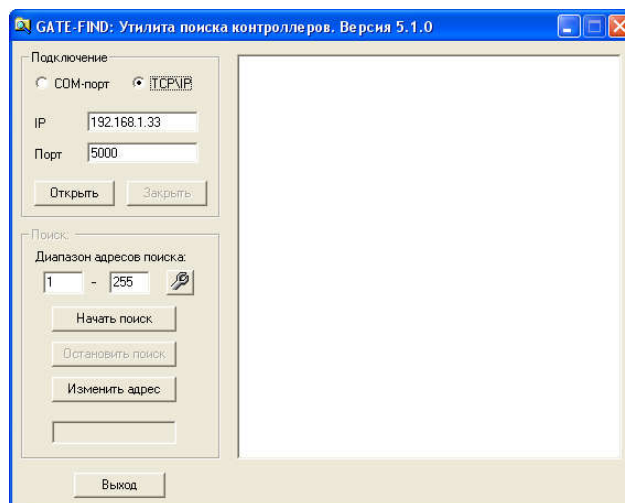 GATE-FIND: Утилита поиска контроллеров. Версия 5.1.0
Подключение
COM-порт TCP\IP
IP 192.168.1.33
Порт 5000
Открыть Закрыть
Поиск:
Диапазон адресов поиска:
1 - 255
Начать поиск
Остановить поиск
Изменить адрес
Выход